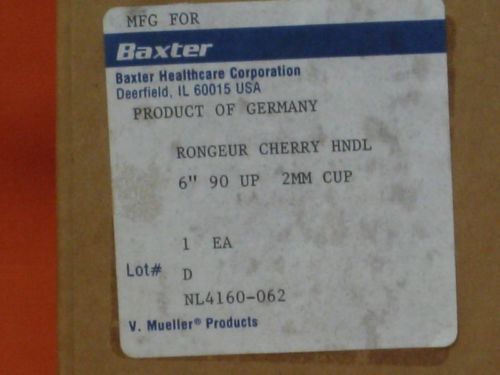 MFG FOR
Baxter
Baxter Healthcare Corporation
Deerfield, IL 60015 USA
PRODUCT OF GERMANY
RONGEUR CHERRY HNDL
6" 90 UP 2MM CUP
1 EA
Lot# D
NL4160-062
V. Mueller® Products